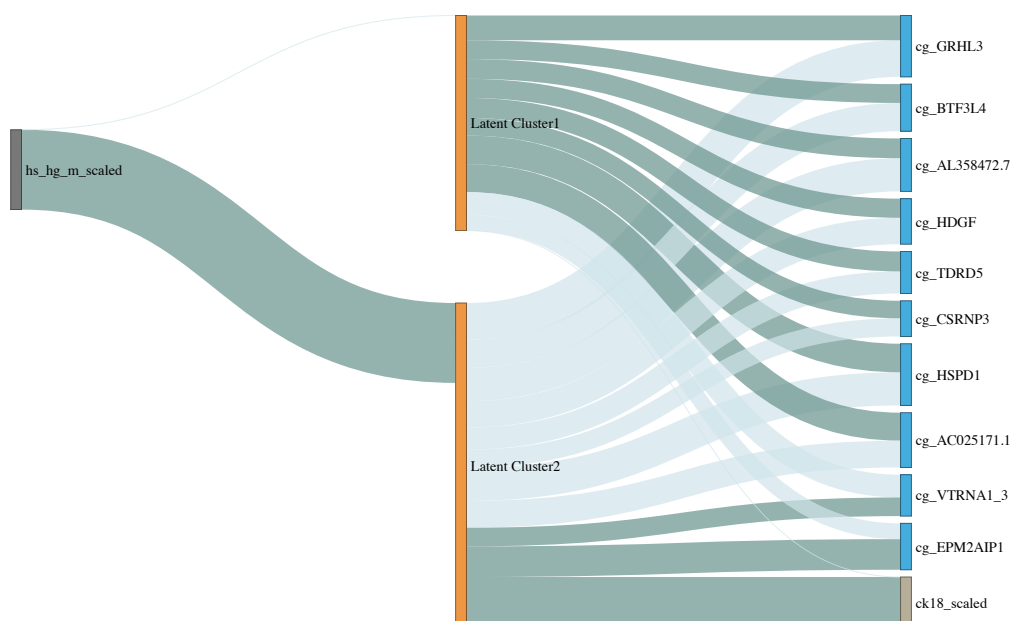 hs_hg_m_scaled
Latent Cluster1
Latent Cluster2
cg_GRHL3
cg_BTF3L4
cg_AL358472.7
cg_HDGF
cg_TDRD5
cg_CSRNP3
cg_HSPD1
cg_AC025171.1
cg_VTRNA1_3
cg_EPM2AIP1
ck18_scaled